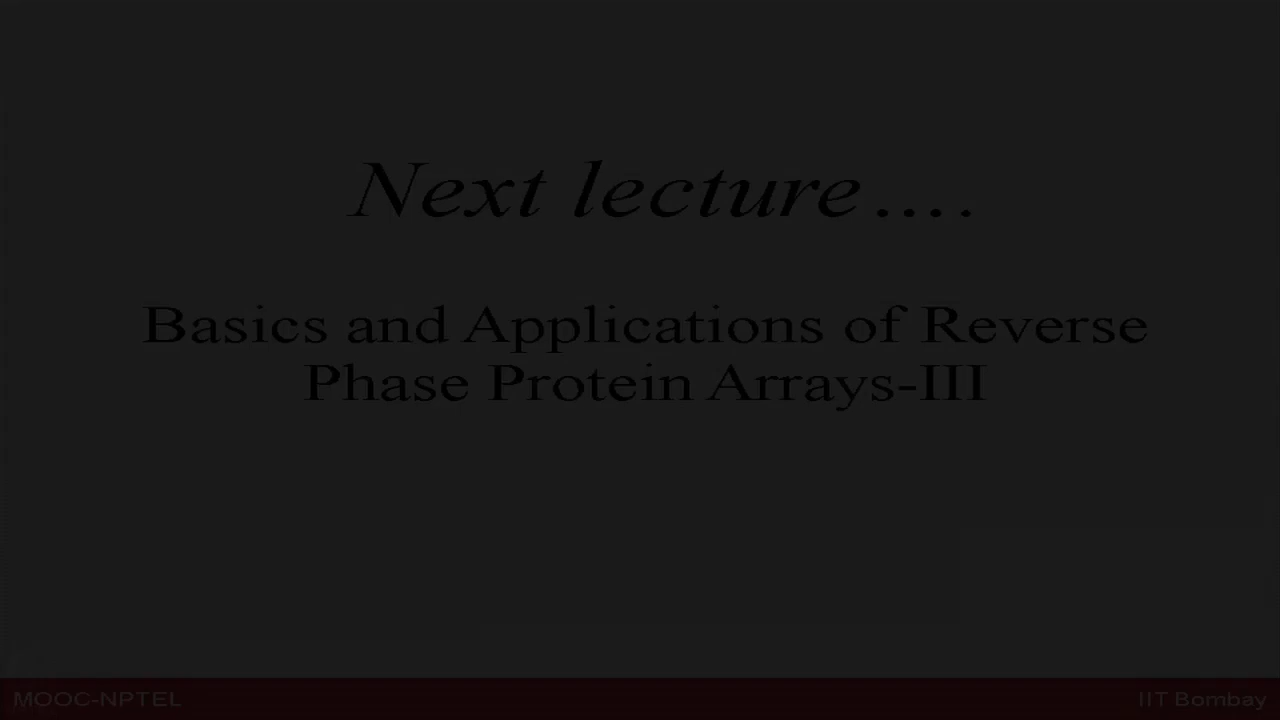 Next lecture....
Basics and Applications of Reverse
Phase Protein Arrays-III
MOOC-NPTEL
IIT Bombay